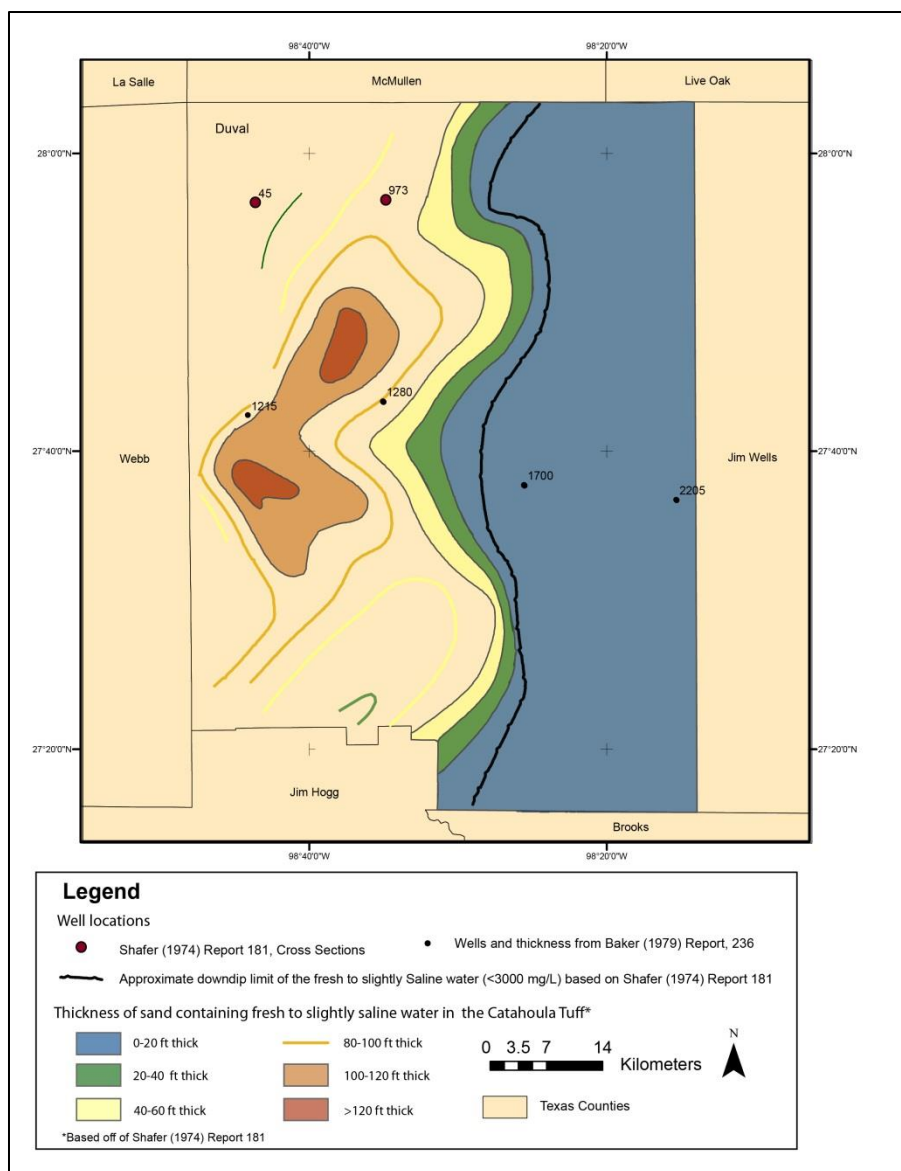 98°40'0"W 98°20'0"W
La Salle McMullen Live Oak
Duval
28°0'0"N 28°0'0"N
45 973
1215 1280
27°40'0"N 27°40'0"N
Webb Jim Wells
1700 2205
27°20'0"N 27°20'0"N
Jim Hogg
Brooks
98°40'0"W 98°20'0"W
Legend
Well locations
Shafer (1974) Report 181, Cross Sections
Wells and thickness from Baker (1979) Report, 236
Approximate downdip limit of the fresh to slightly Saline water (<3000 mg/L) based on Shafer (1974) Report 181
Thickness of sand containing fresh to slightly saline water in the Catahoula Tuff*
0-20 ft thick
20-40 ft thick
40-60 ft thick
80-100 ft thick
100-120 ft thick
>120 ft thick
0 3.5 7 14
Kilometers
N
Texas Counties
*Based off of Shafer (1974) Report 181